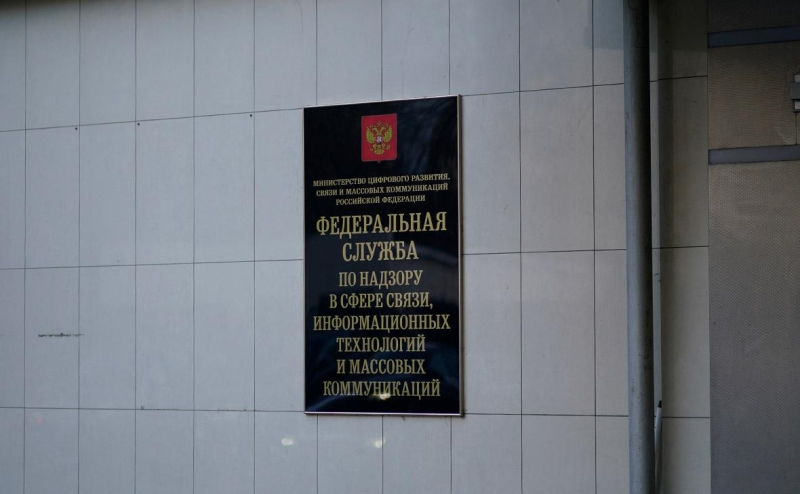 МИНИСТЕРСТВО ЦИФРОВОГО РАЗВИТИЯ,
СВЯЗИ И МАССОВЫХ КОММУНИКАЦИЙ
РОССИЙСКОЙ ФЕДЕРАЦИИ
ФЕДЕРАЛЬНАЯ
СЛУЖБА
ПО НАДЗОРУ
В СФЕРЕ СВЯЗИ,
ИНФОРМАЦИОННЫХ
ТЕХНОЛОГИЙ
И МАССОВЫХ
КОММУНИКАЦИЙ